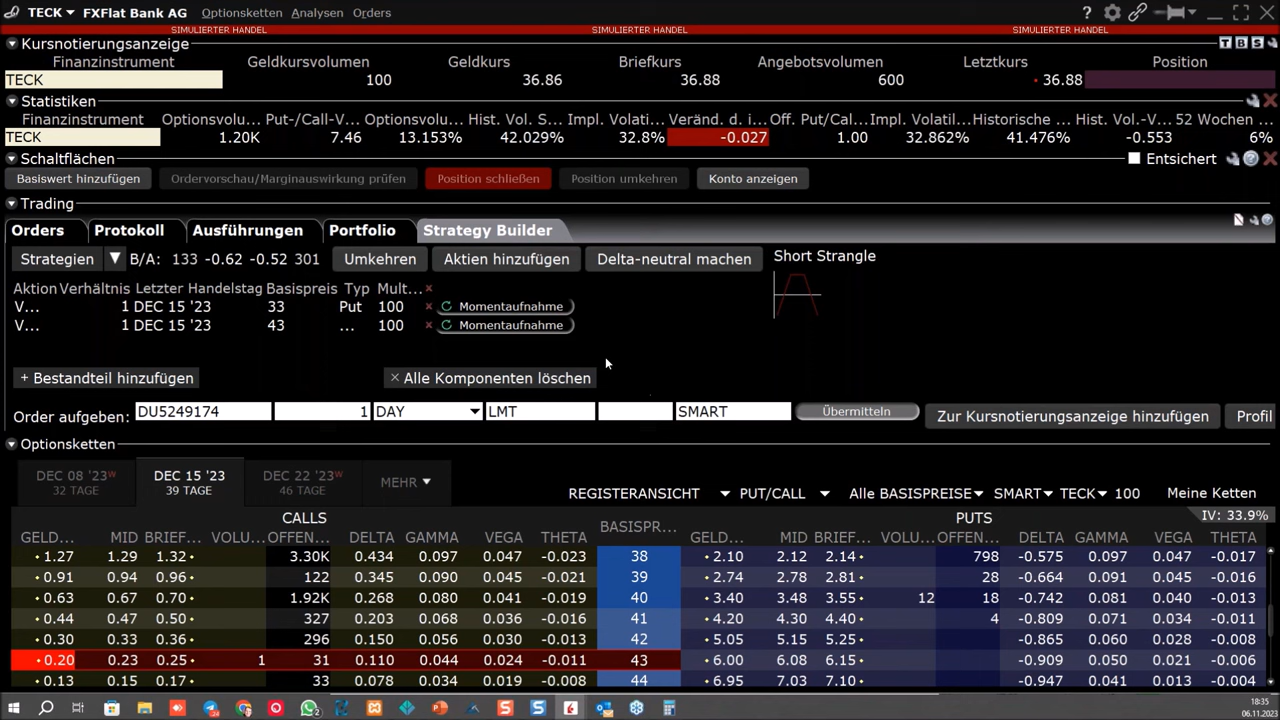 TECK FXFlat Bank AG Optionsketten Analysen Orders ?
SIMULIERTER HANDEL SIMULIERTER HANDEL SIMULIERTER HANDEL
Kursnotierungsanzeige T B S
Finanzinstrument Geldkursvolumen Geldkurs Briefkurs Angebotsvolumen Letztkurs Position
TECK 100 36.86 36.88 600 36.88
Statistiken
Finanzinstrument Optionsvolu... Put-/Call-V... Optionsvolu... Hist. Vol. S... Impl. Volati... Veränd. d. i... Off. Put/Ca... Impl. Volatil... Historische ... Hist. Vol.-V... 52 Wochen ...
TECK 1.20K 7.46 13.153% 42.029% 32.8% -0.027 1.00 32.862% 41.476% -0.553 6%
Schaltflächen Entsichert
Basiswert hinzufügen Ordervorschau/Marginauswirkung prüfen Position schließen Position umkehren Konto anzeigen
Trading
Orders Protokoll Ausführungen Portfolio Strategy Builder
Strategien B/A: 133 -0.62 -0.52 301 Umkehren Aktien hinzufügen Delta-neutral machen Short Strangle
Aktion Verhältnis Letzter Handelstag Basispreis Typ Mult...
V... 1 DEC 15 '23 33 Put 100 Momentaufnahme
V... 1 DEC 15 '23 43 ... 100 Momentaufnahme
+ Bestandteil hinzufügen × Alle Komponenten löschen
Order aufgeben: DU5249174 1 DAY LMT SMART Übermitteln Zur Kursnotierungsanzeige hinzufügen Profil
Optionsketten
DEC 08 '23W DEC 15 '23 DEC 22 '23W MEHR
32 TAGE 39 TAGE 46 TAGE
REGISTERANSICHT PUT/CALL Alle BASISPREISE SMART TECK 100 Meine Ketten
IV: 33.9%
CALLS BASISPR... PUTS
GELD... MID BRIEF... VOLU... OFFEN... DELTA GAMMA VEGA THETA GELD... MID BRIEF... VOLU... OFFEN... DELTA GAMMA VEGA THETA
1.27 1.29 1.32 3.30K 0.434 0.097 0.047 -0.023 38 2.10 2.12 2.14 798 -0.575 0.097 0.047 -0.017
0.91 0.94 0.96 122 0.345 0.090 0.045 -0.021 39 2.74 2.78 2.81 28 -0.664 0.091 0.045 -0.016
0.63 0.67 0.70 1.92K 0.268 0.080 0.041 -0.019 40 3.40 3.48 3.55 12 18 -0.742 0.081 0.040 -0.013
0.44 0.47 0.50 327 0.203 0.068 0.036 -0.016 41 4.20 4.30 4.40 4 -0.809 0.071 0.034 -0.011
0.30 0.33 0.36 296 0.150 0.056 0.030 -0.013 42 5.05 5.15 5.25 -0.865 0.060 0.028 -0.008
0.20 0.23 0.25 1 31 0.110 0.044 0.024 -0.011 43 6.00 6.08 6.15 -0.909 0.050 0.021 -0.006
0.13 0.15 0.17 33 0.078 0.034 0.019 -0.008 44 6.95 7.03 7.10 -0.947 0.041 0.013 -0.004
18:35
06.11.2023